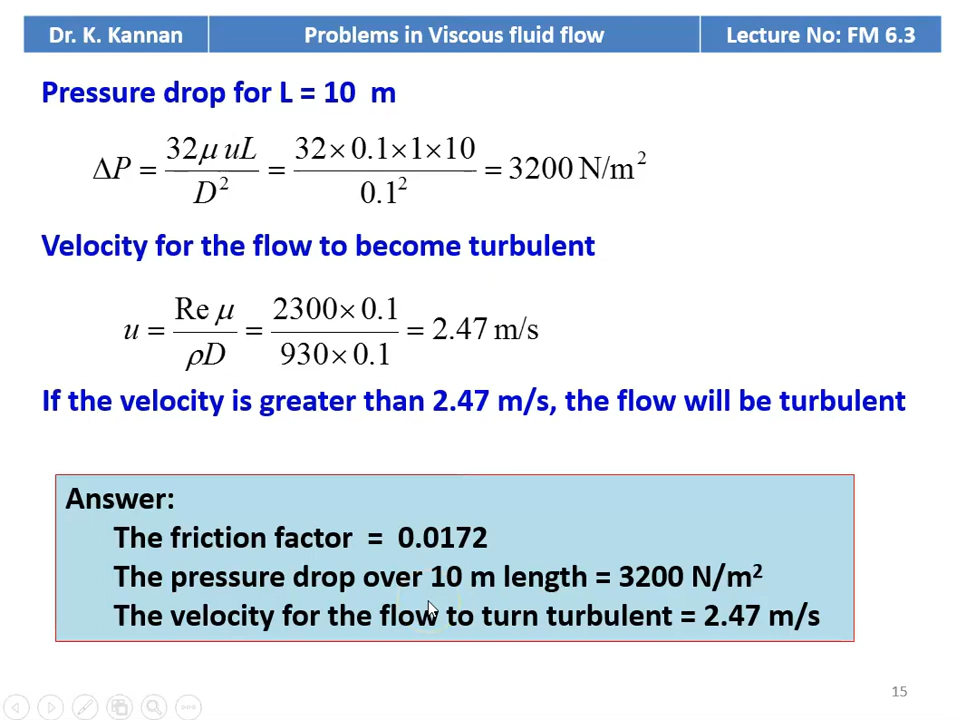 Dr. K. Kannan Problems in Viscous fluid flow Lecture No: FM 6.3
Pressure drop for L = 10 m
ΔP = 32μ uL / D² = 32 × 0.1 × 1 × 10 / 0.1² = 3200 N/m²
Velocity for the flow to become turbulent
u = Re μ / ρD = 2300 × 0.1 / 930 × 0.1 = 2.47 m/s
If the velocity is greater than 2.47 m/s, the flow will be turbulent
Answer:
The friction factor = 0.0172
The pressure drop over 10 m length = 3200 N/m²
The velocity for the flow to turn turbulent = 2.47 m/s
15